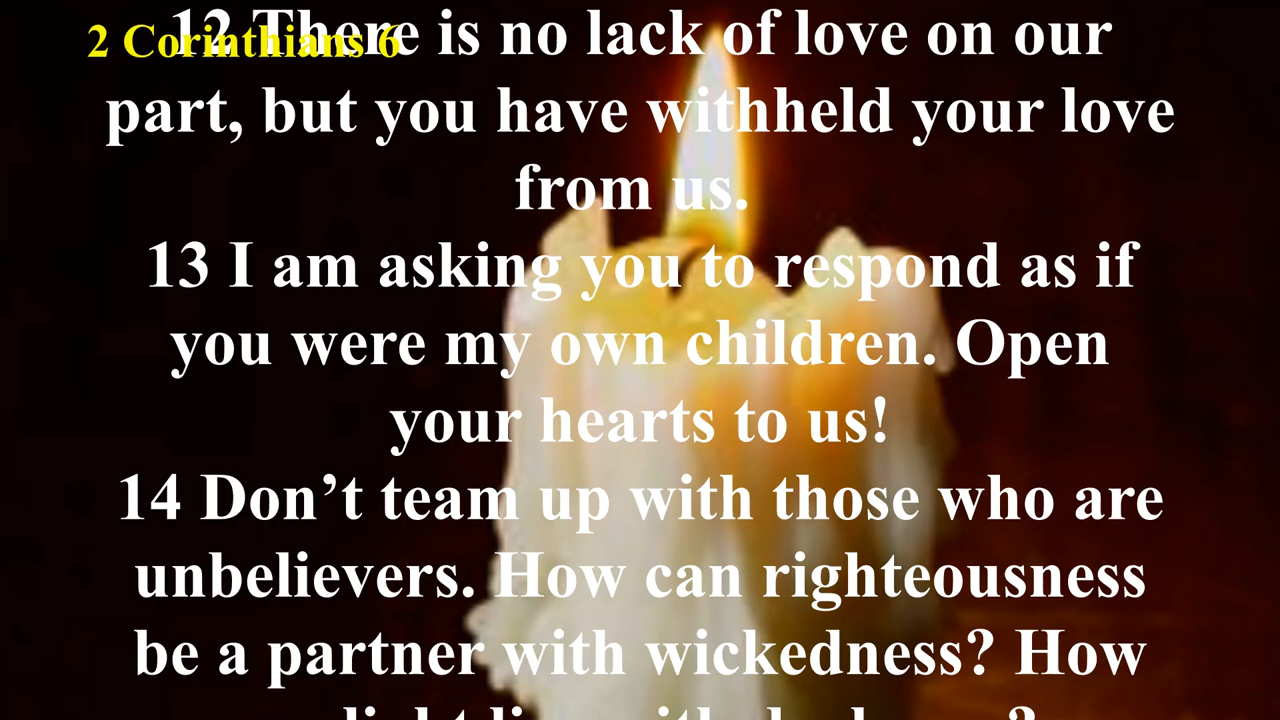 2 Corinthians 6
12 There is no lack of love on our
part, but you have withheld your love
from us.
13 I am asking you to respond as if
you were my own children. Open
your hearts to us!
14 Don’t team up with those who are
unbelievers. How can righteousness
be a partner with wickedness? How